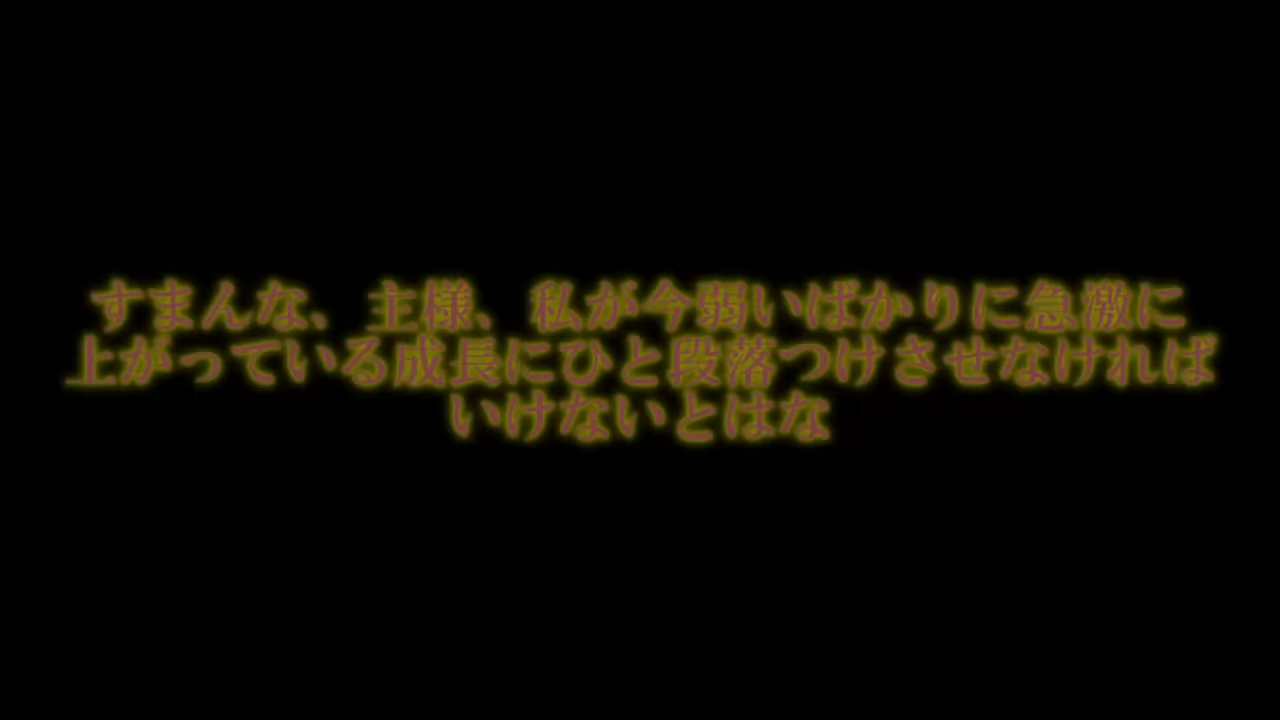 すまんな、主様、私が今弱いばかりに急激に
上がっている成長にひと段落つけさせなければ
いけないとはな